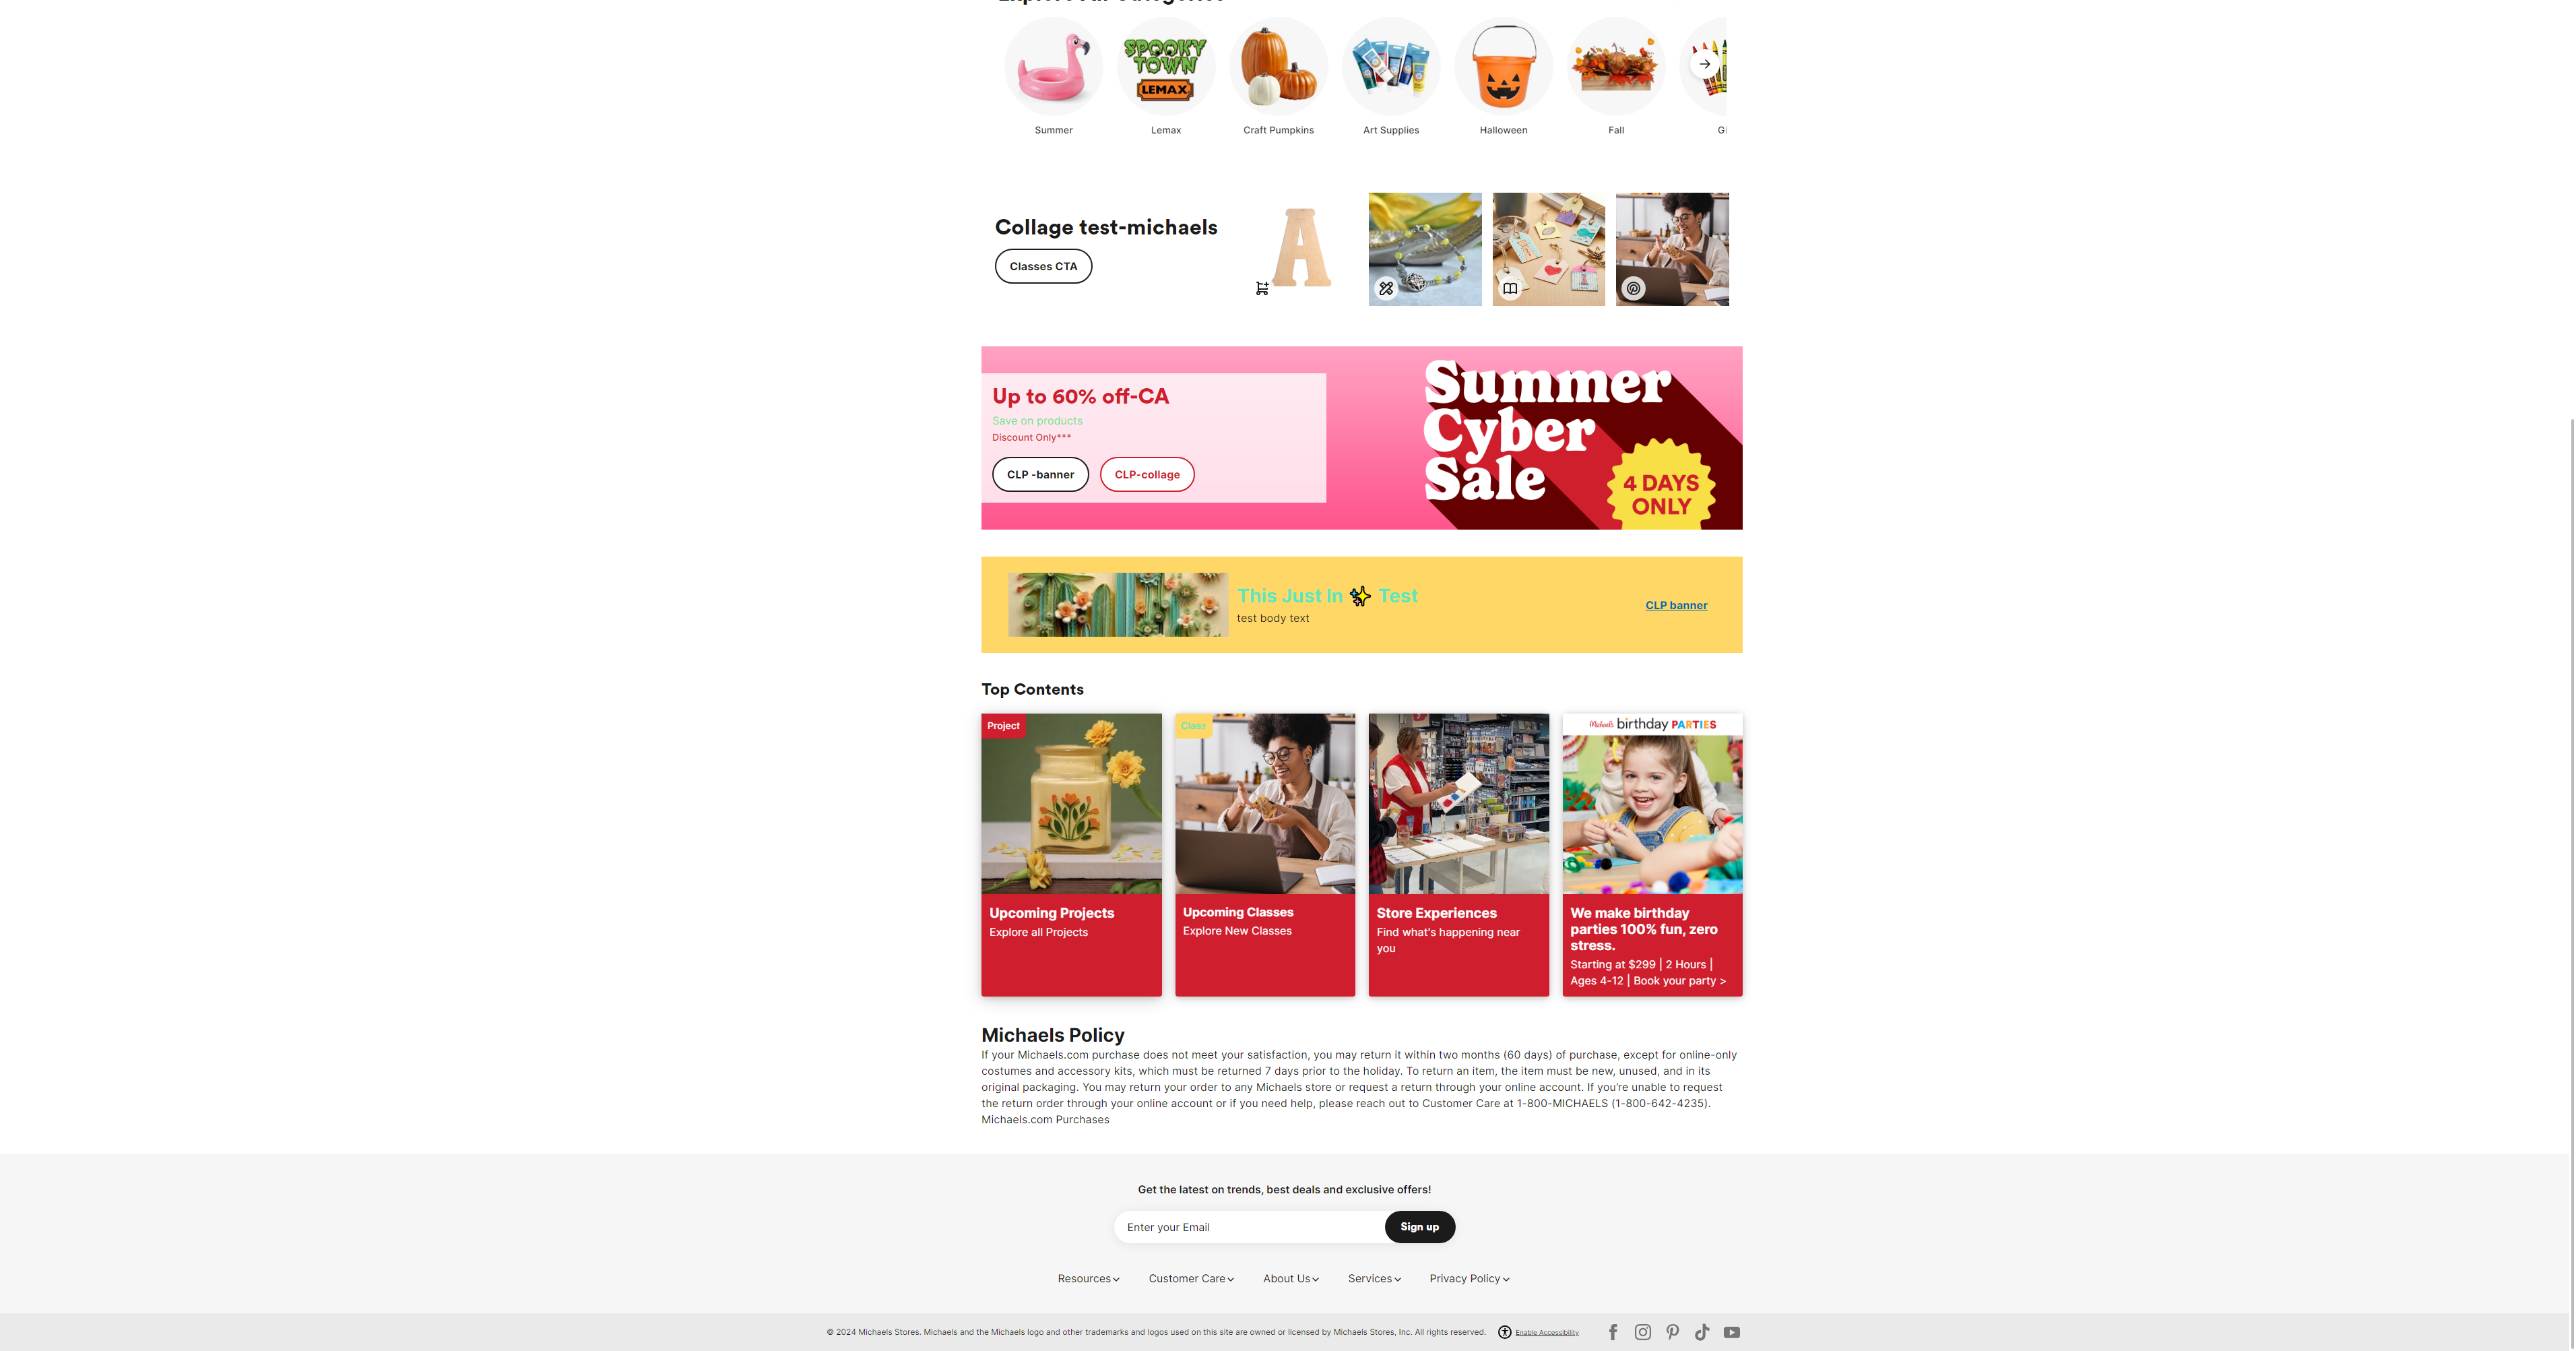 SPOOKY
TOWN
LEMAX
Summer
Lemax
Craft Pumpkins
Art Supplies
Halloween
Fall
Collage test-michaels
Classes CTA
Up to 60% off-CA
Save on products
Discount Only***
CLP -banner
CLP-collage
Summer
Cyber
Sale
4 DAYS
ONLY
This Just In ✨ Test
test body text
CLP banner
Top Contents
Project
Class
Michaels birthday PARTIES
Upcoming Projects
Explore all Projects
Upcoming Classes
Explore New Classes
Store Experiences
Find what's happening near
you
We make birthday
parties 100% fun, zero
stress.
Starting at $299 | 2 Hours |
Ages 4-12 | Book your party >
Michaels Policy
If your Michaels.com purchase does not meet your satisfaction, you may return it within two months (60 days) of purchase, except for online-only
costumes and accessory kits, which must be returned 7 days prior to the holiday. To return an item, the item must be new, unused, and in its
original packaging. You may return your order to any Michaels store or request a return through your online account. If you're unable to request
the return order through your online account or if you need help, please reach out to Customer Care at 1-800-MICHAELS (1-800-642-4235).
Michaels.com Purchases
Get the latest on trends, best deals and exclusive offers!
Enter your Email
Sign up
Resources
Customer Care
About Us
Services
Privacy Policy
© 2024 Michaels Stores. Michaels and the Michaels logo and other trademarks and logos used on this site are owned or licensed by Michaels Stores, Inc. All rights reserved.
Enable Accessibility